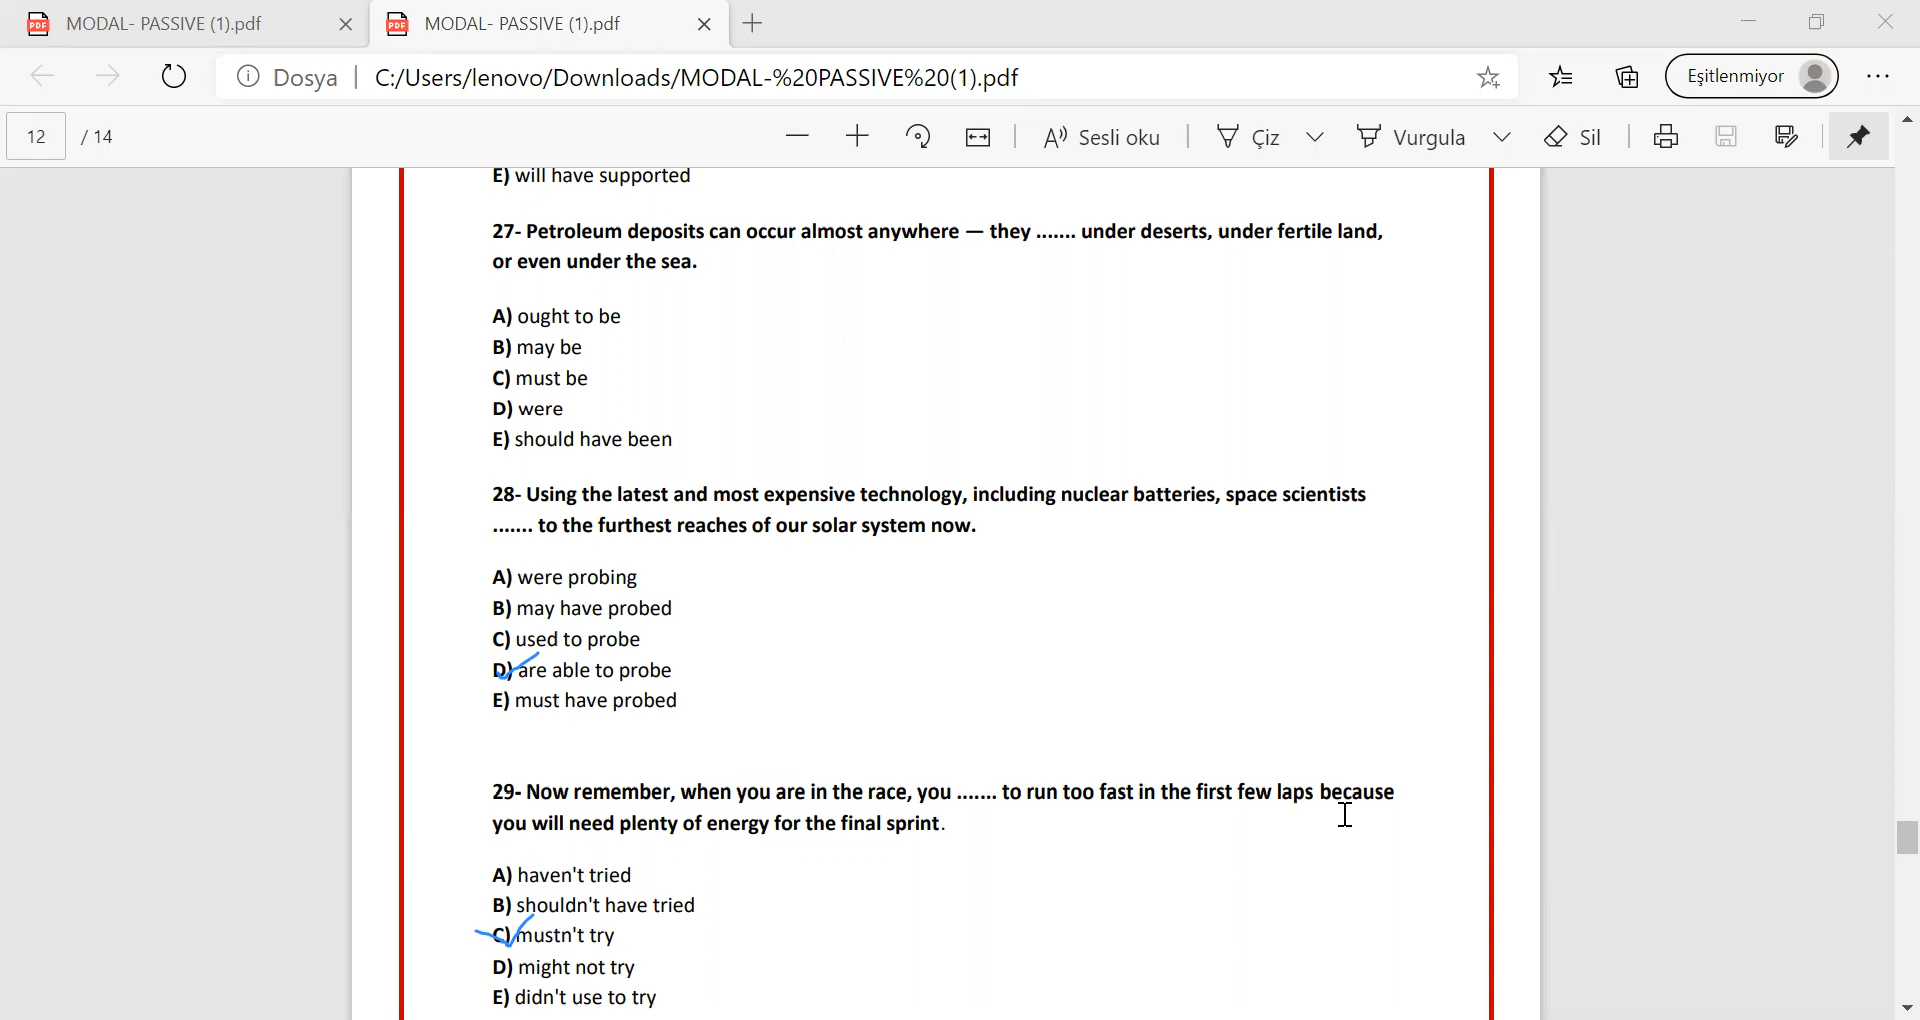 MODAL- PASSIVE (1).pdf
MODAL- PASSIVE (1).pdf
Dosya
C:/Users/lenovo/Downloads/MODAL-%20PASSIVE%20(1).pdf
Eşitlenmiyor
12 / 14
Sesli oku
Çiz
Vurgula
Sil
E) will have supported
27- Petroleum deposits can occur almost anywhere — they ....... under deserts, under fertile land,
or even under the sea.
A) ought to be
B) may be
C) must be
D) were
E) should have been
28- Using the latest and most expensive technology, including nuclear batteries, space scientists
....... to the furthest reaches of our solar system now.
A) were probing
B) may have probed
C) used to probe
D) are able to probe
E) must have probed
29- Now remember, when you are in the race, you ....... to run too fast in the first few laps because
you will need plenty of energy for the final sprint.
A) haven't tried
B) shouldn't have tried
C) mustn't try
D) might not try
E) didn't use to try